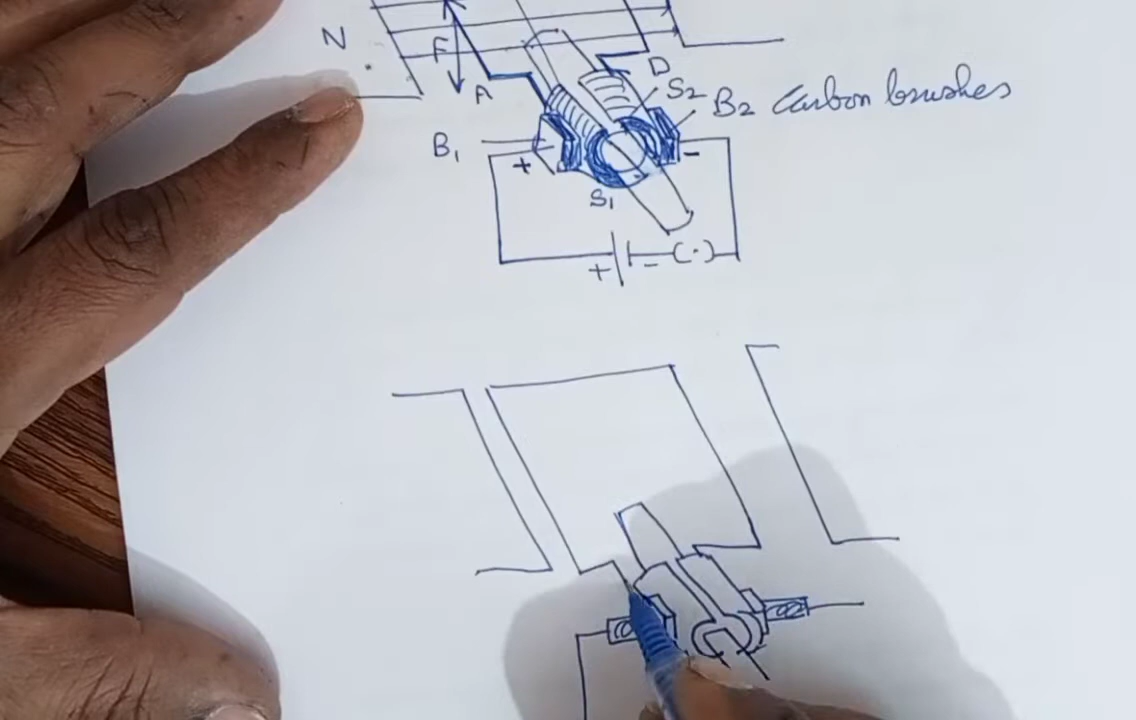 N
F
A
D
S2
B2 Carbon brushes
B1
+
-
S1
+ - (·)